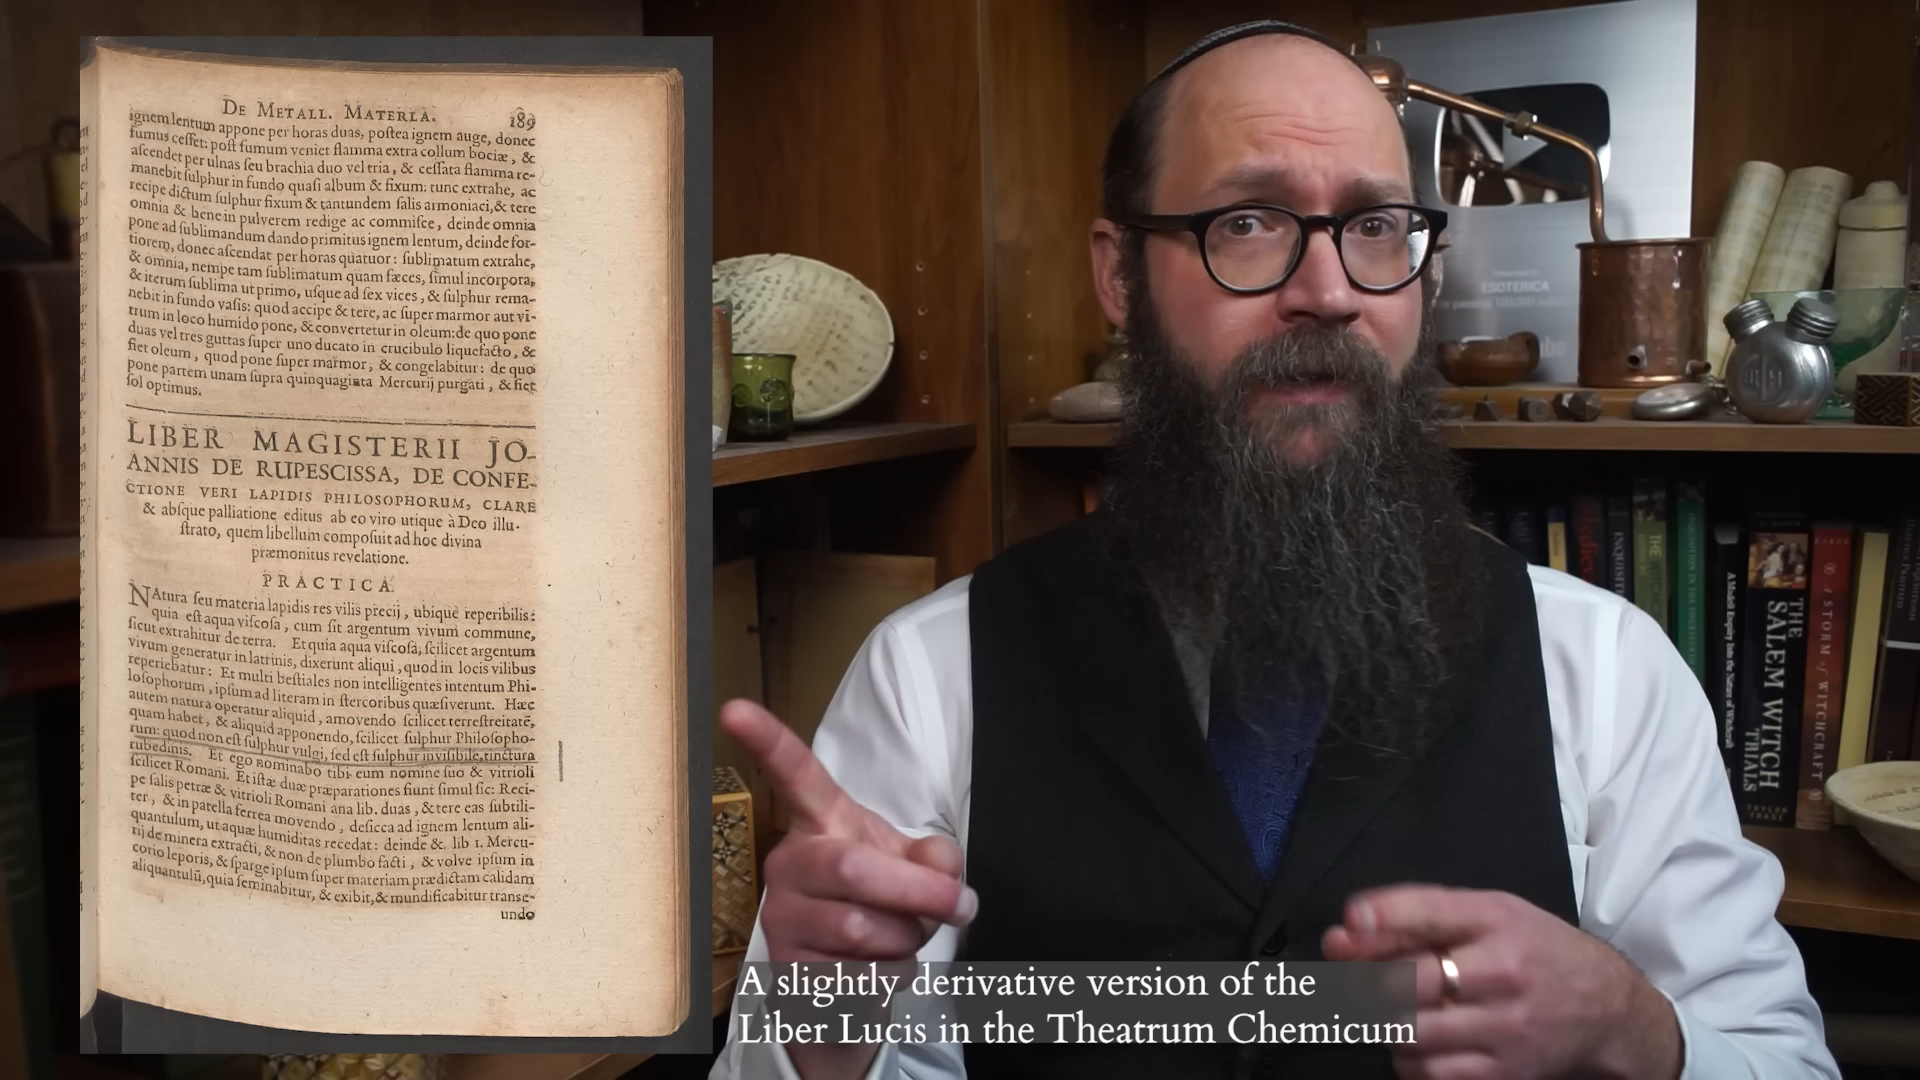 DE METALL. MATERIA. 189
ignem lentum appone per horas duas, postea ignem auge, donec
fumus cesset: post fumum veniet flamma extra collum bociæ, &
ascendet per ulnas seu brachia duo vel tria, & cessata flamma re-
manebit sulphur in fundo quasi album & fixum: tunc extrahe, ac
recipe dictum sulphur fixum & tantundem salis armoniaci, & tere
omnia & bene in pulverem redige ac commisce, deinde omnia
pone ad sublimandum dando primitus ignem lentum, deinde for-
tiorem, donec ascendat per horas quatuor: sublimatum extrahe,
& omnia, nempe tam sublimatum quam fæces, simul incorpora,
& iterum sublima ut primo, usque ad sex vices, & sulphur rema-
nebit in fundo vasis: quod accipe & tere, ac super marmor aut vi-
trum in loco humido pone, & convertetur in oleum: de quo pone
duas vel tres guttas super uno ducato in crucibulo liquefacto, &
fiet oleum, quod pone super marmor, & congelabitur: de quo
pone partem unam supra quinquaginta Mercurij purgati, & fiet
sol optimus.
LIBER MAGISTERII JO-
ANNIS DE RUPESCISSA, DE CONFE-
CTIONE VERI LAPIDIS PHILOSOPHORUM, CLARE
& absque palliatione editus ab eo viro utique à Deo illu-
strato, quem libellum composuit ad hoc divina
præmonitus revelatione.
PRACTICA.
NAtura seu materia lapidis res vilis precij, ubique reperibilis:
quia est aqua viscosa, cum sit argentum vivum commune,
sicut extrahitur de terra. Et quia aqua viscosa, scilicet argentum
vivum generatur in latrinis, dixerunt aliqui, quod in locis vilibus
reperiebatur: Et multi bestiales non intelligentes intentum Phi-
losophorum, ipsum ad literam in stercoribus quæsiverunt. Hæc
autem natura operatur aliquid, amovendo scilicet terrestreitatē,
quam habet, & aliquid apponendo, scilicet sulphur Philosopho-
rum: quod non est sulphur vulgi, sed est sulphur invisibile, tinctura
rubedinis. Et ego nominabo tibi eum nomine suo & vitrioli
scilicet Romani. Et istæ duæ præparationes fiunt simul sic: Reci-
pe salis petræ & vitrioli Romani ana lib. duas, & tere eas subtili-
ter, & in patella ferrea movendo, desicca ad ignem lentum ali-
quantulum, ut aquæ humiditas recedat: deinde &. lib 1. Mercu-
rij de minera extracti, & non de plumbo facti, & volve ipsum in
corio leporis, & sparge ipsum super materiam prædictam calidam
aliquantulū, quia seminabitur, & exibit, & mundificabitur transe-
undo
ESOTERICA
THE
SALEM WITCH
TRIALS
TAYLOR
TRADE
A STORM of WITCHCRAFT
A slightly derivative version of the
Liber Lucis in the Theatrum Chemicum